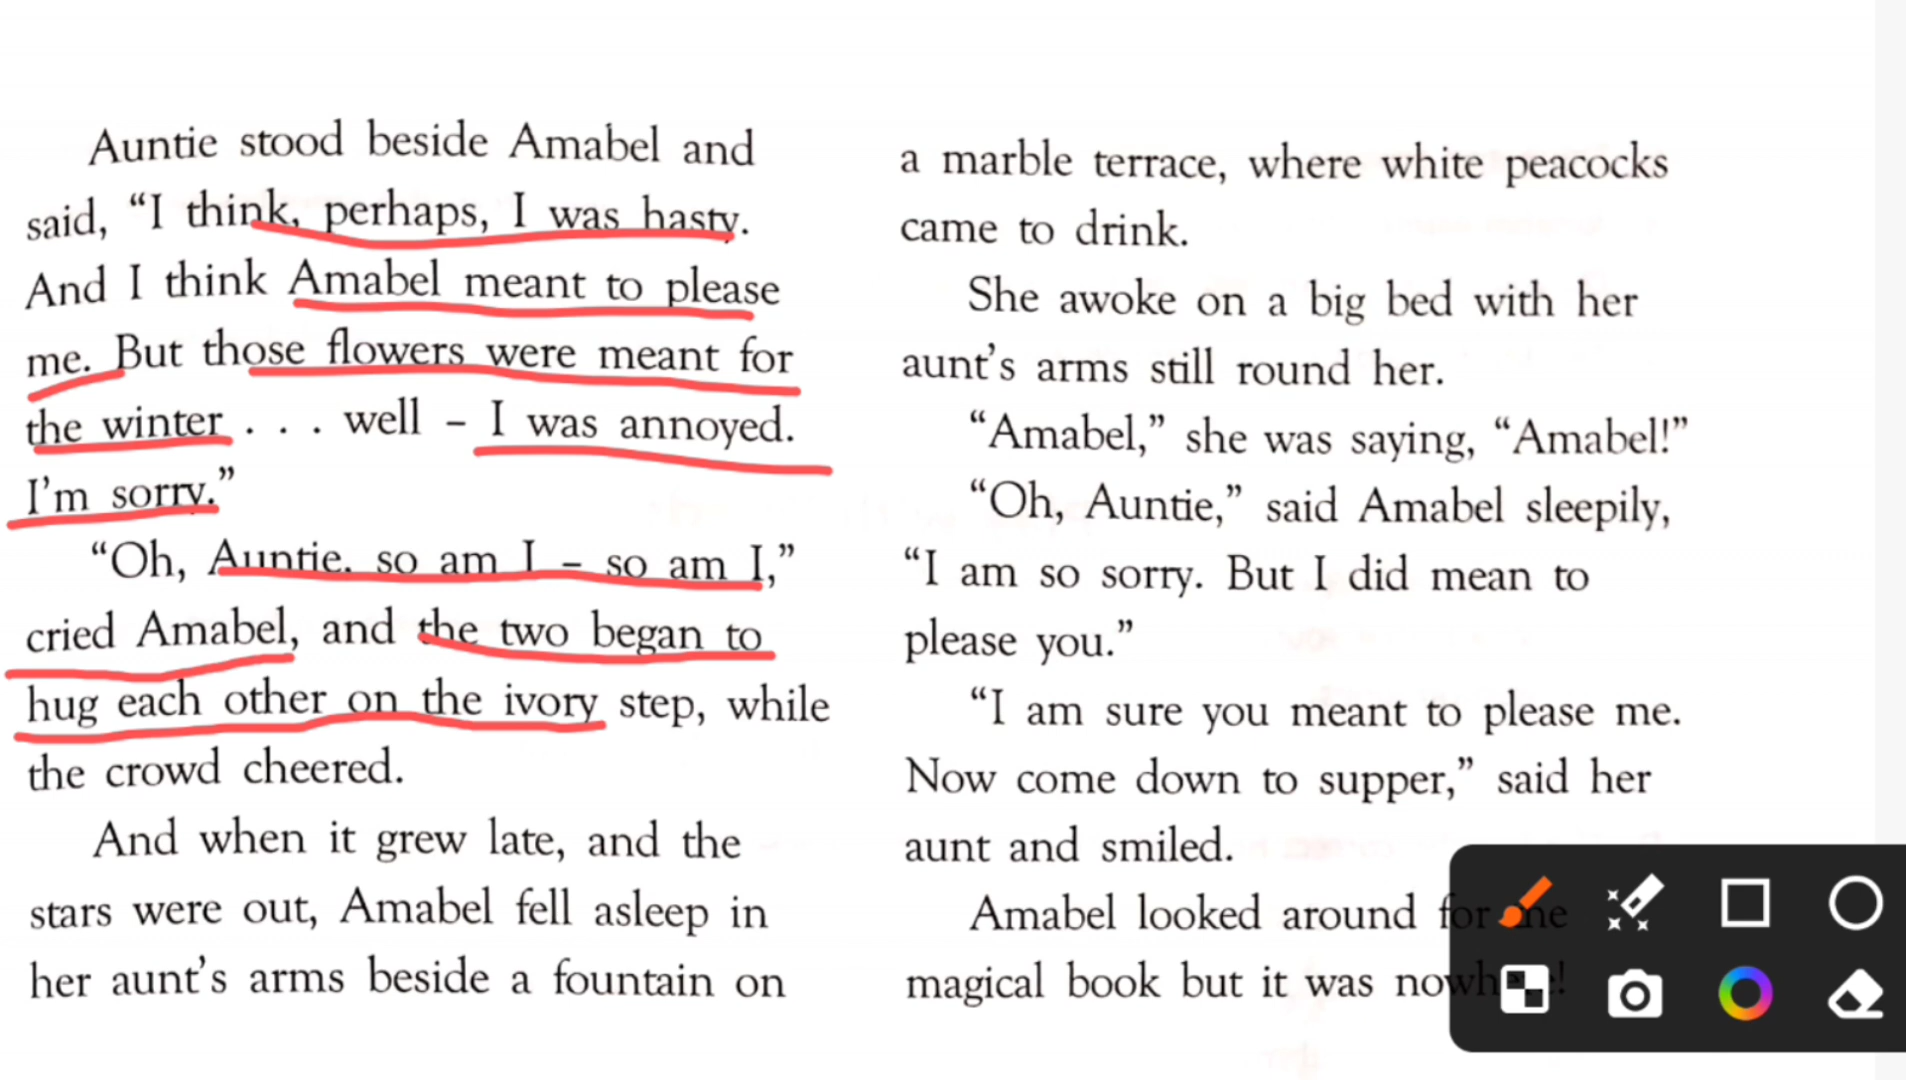 Auntie stood beside Amabel and
said, “I think, perhaps, I was hasty.
And I think Amabel meant to please
me. But those flowers were meant for
the winter . . . well – I was annoyed.
I’m sorry.”
“Oh, Auntie, so am I – so am I,”
cried Amabel, and the two began to
hug each other on the ivory step, while
the crowd cheered.
And when it grew late, and the
stars were out, Amabel fell asleep in
her aunt’s arms beside a fountain on
a marble terrace, where white peacocks
came to drink.
She awoke on a big bed with her
aunt’s arms still round her.
“Amabel,” she was saying, “Amabel!”
“Oh, Auntie,” said Amabel sleepily,
“I am so sorry. But I did mean to
please you.”
“I am sure you meant to please me.
Now come down to supper,” said her
aunt and smiled.
Amabel looked around for
magical book but it was